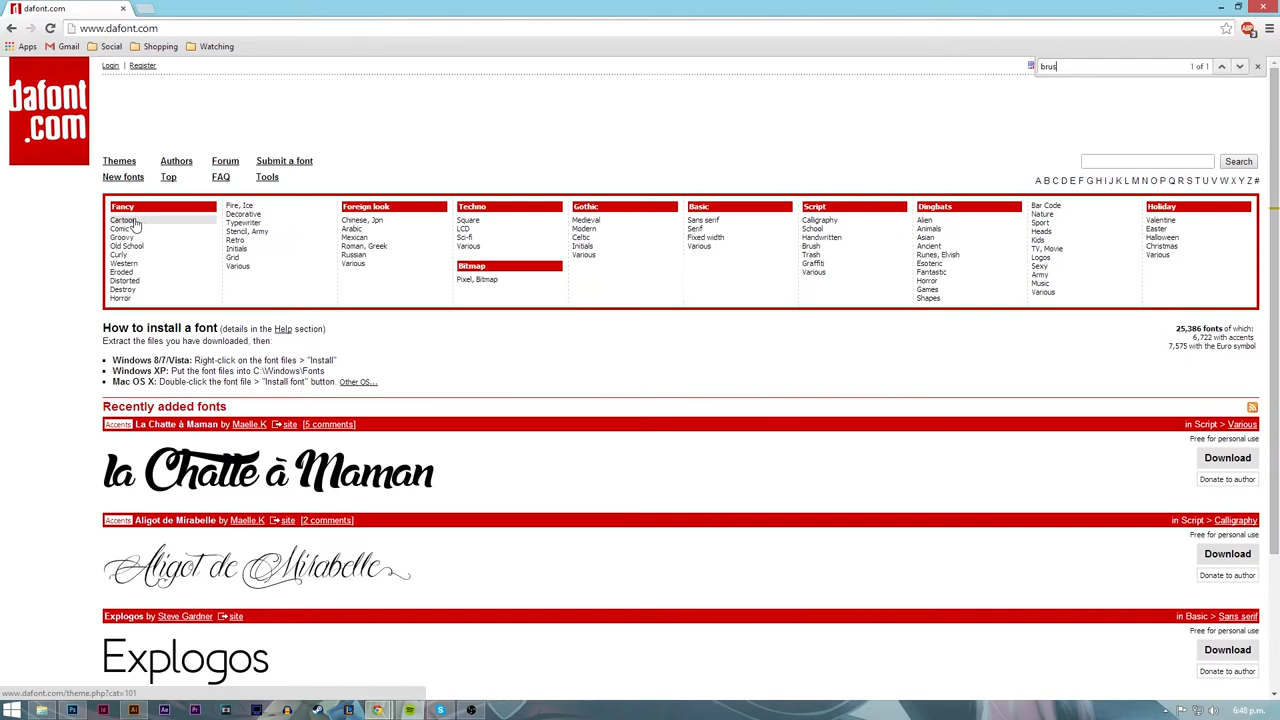 dafont.com
www.dafont.com
Apps Gmail Social Shopping Watching
brus 1 of 1
dafont
.com
Login | Register
Themes Authors Forum Submit a font
New fonts Top FAQ Tools
Search
A B C D E F G H I J K L M N O P Q R S T U V W X Y Z #
Fancy
Cartoon
Comic
Groovy
Old School
Curly
Western
Eroded
Distorted
Destroy
Horror
Fire, Ice
Decorative
Typewriter
Stencil, Army
Retro
Initials
Grid
Various
Foreign look
Chinese, Jpn
Arabic
Mexican
Roman, Greek
Russian
Various
Techno
Square
LCD
Sci-fi
Various
Bitmap
Pixel, Bitmap
Gothic
Medieval
Modern
Celtic
Initials
Various
Basic
Sans serif
Serif
Fixed width
Various
Script
Calligraphy
School
Handwritten
Brush
Trash
Graffiti
Various
Dingbats
Alien
Animals
Asian
Ancient
Runes, Elvish
Esoteric
Fantastic
Horror
Games
Shapes
Bar Code
Nature
Sport
Heads
Kids
TV, Movie
Logos
Sexy
Army
Music
Various
Holiday
Valentine
Easter
Halloween
Christmas
Various
How to install a font (details in the Help section)
Extract the files you have downloaded, then:
Windows 8/7/Vista: Right-click on the font files > "Install"
Windows XP: Put the font files into C:\Windows\Fonts
Mac OS X: Double-click the font file > "Install font" button. Other OS...
25,386 fonts of which:
6,722 with accents
7,575 with the Euro symbol
Recently added fonts
Accents La Chatte à Maman by Maelle.K site [5 comments] in Script > Various
Free for personal use
la Chatte à Maman
Download
Donate to author
Accents Aligot de Mirabelle by Maelle.K site [2 comments] in Script > Calligraphy
Free for personal use
Aligot de Mirabelle
Download
Donate to author
Explogos by Steve Gardner site in Basic > Sans serif
Free for personal use
Explogos
Download
Donate to author
www.dafont.com/theme.php?cat=101
6:48 p.m.